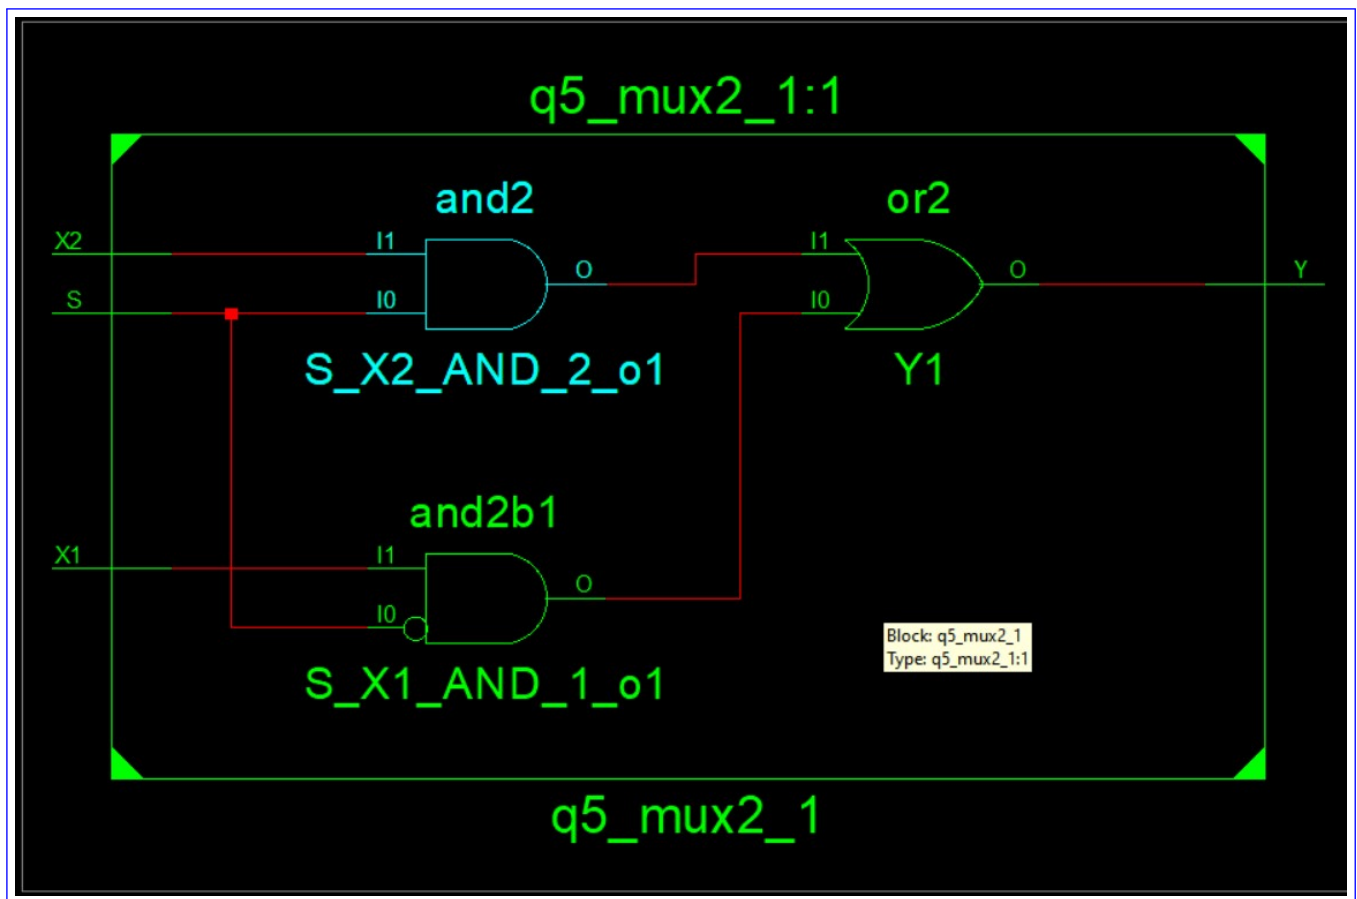 q5_mux2_1:1
and2
or2
X2
I1
O
I1
O
Y
S
I0
I0
S_X2_AND_2_o1
Y1
and2b1
X1
I1
O
I0
S_X1_AND_1_o1
Block: q5_mux2_1
Type: q5_mux2_1:1
q5_mux2_1